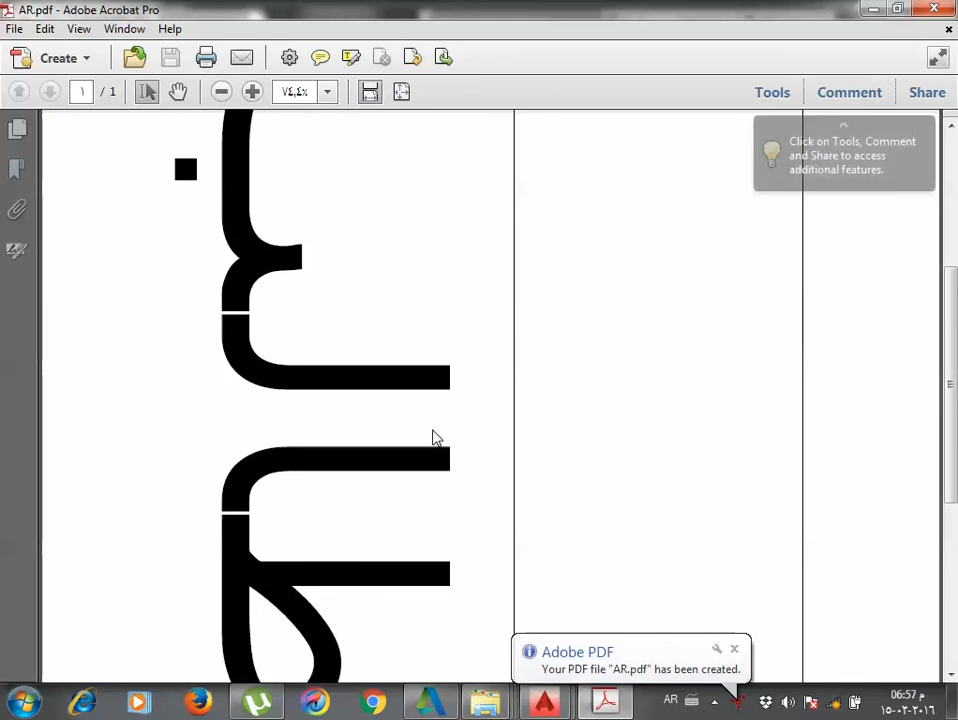 AR.pdf - Adobe Acrobat Pro
File Edit View Window Help
Create
١ / 1 ٧٤,٤٪ Tools Comment Share
Click on Tools, Comment
and Share to access
additional features.
Adobe PDF
Your PDF file "AR.pdf" has been created.
AR
06:57 م
١٥-٠٢-٢٠١٦